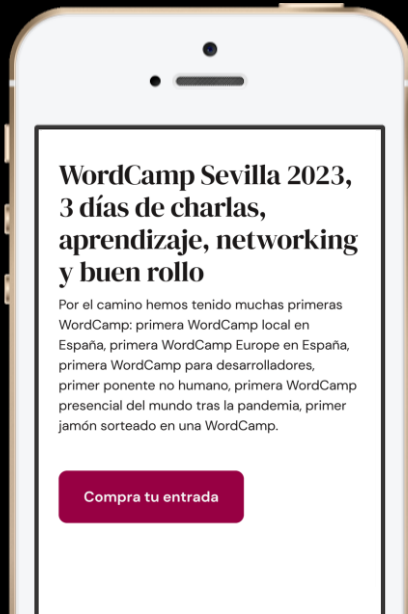 WordCamp Sevilla 2023,
3 días de charlas,
aprendizaje, networking
y buen rollo
Por el camino hemos tenido muchas primeras
WordCamp: primera WordCamp local en
España, primera WordCamp Europe en España,
primera WordCamp para desarrolladores,
primer ponente no humano, primera WordCamp
presencial del mundo tras la pandemia, primer
jamón sorteado en una WordCamp.
Compra tu entrada